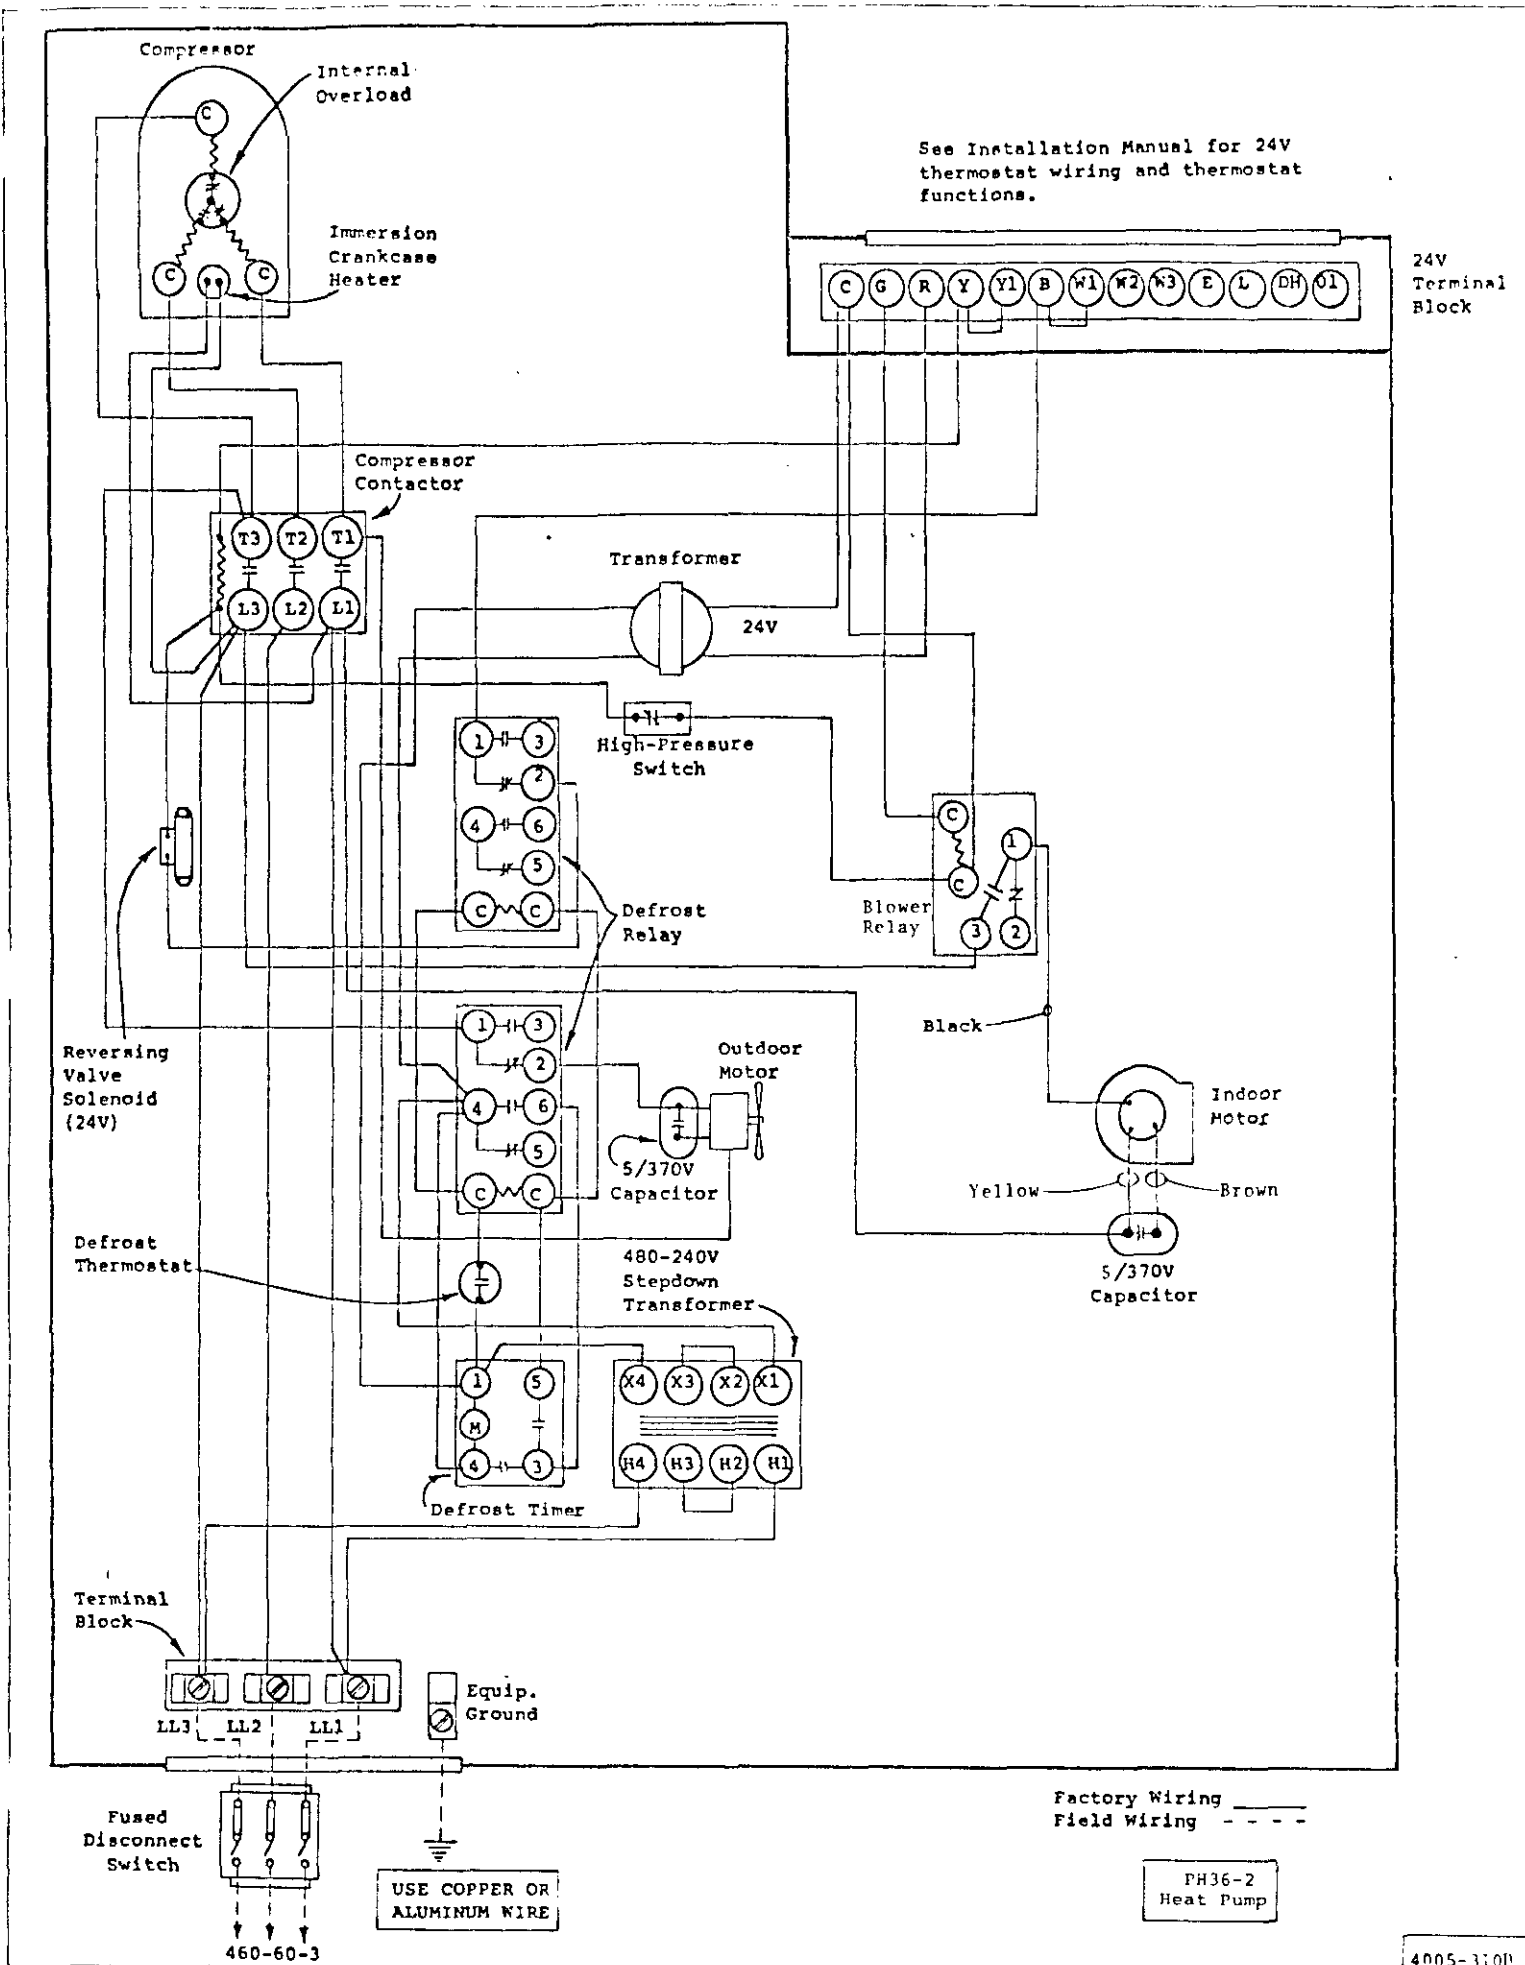 Compressor
Internal
Overload
C
See Installation Manual for 24V
thermostat wiring and thermostat
functions.
Immersion
Crankcase
Heater
C
C
24V
Terminal
Block
C G R Y Y1 B W1 W2 W3 E L DH O1
Compressor
Contactor
T3 T2 T1
L3 L2 L1
Transformer
24V
High-Pressure
Switch
1 3
2
4 6
5
C C
Defrost
Relay
C
1
C
3 2
Blower
Relay
Reversing
Valve
Solenoid
(24V)
1 3
2
4 6
5
C C
Outdoor
Motor
5/370V
Capacitor
Black
Indoor
Motor
Yellow
Brown
5/370V
Capacitor
Defrost
Thermostat
480-240V
Stepdown
Transformer
1 5
M
4 3
X4 X3 X2 X1
H4 H3 H2 H1
Defrost Timer
Terminal
Block
LL3 LL2 LL1
Equip.
Ground
Fused
Disconnect
Switch
460-60-3
USE COPPER OR
ALUMINUM WIRE
Factory Wiring
Field Wiring
PH36-2
Heat Pump